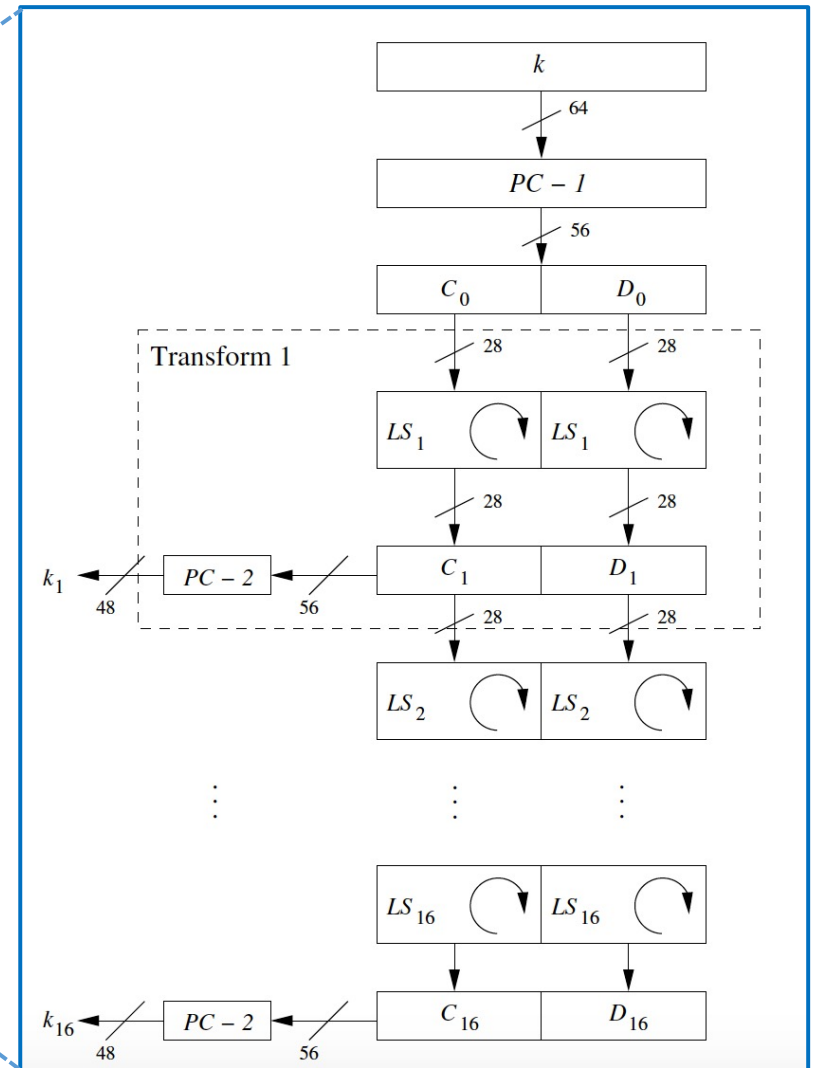 k
64
PC – 1
56
C0 D0
Transform 1
28 28
LS1 LS1
28 28
k1 PC – 2 C1 D1
48 56
28 28
LS2 LS2
LS16 LS16
k16 PC – 2 C16 D16
48 56